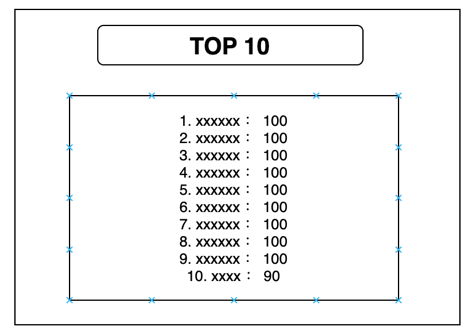 TOP 10
1. xxxxxx： 100
2. xxxxxx： 100
3. xxxxxx： 100
4. xxxxxx： 100
5. xxxxxx： 100
6. xxxxxx： 100
7. xxxxxx： 100
8. xxxxxx： 100
9. xxxxxx： 100
10. xxxx： 90